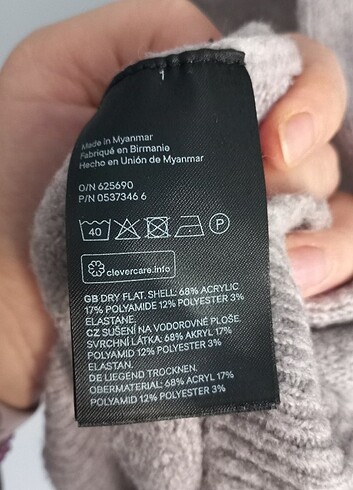 1
Made in Myanmar
Fabriqué en Birmanie
Hecho en Unión de Myanmar
O/N 625690
P/N 0537346 6
40
P
clevercare.info
GB DRY FLAT. SHELL: 68% ACRYLIC
17% POLYAMIDE 12% POLYESTER 3%
ELASTANE.
CZ SUŠENÍ NA VODOROVNÉ PLOŠE.
SVRCHNÍ LÁTKA: 68% AKRYL 17%
POLYAMID 12% POLYESTER 3%
ELASTAN.
DE LIEGEND TROCKNEN.
OBERMATERIAL: 68% ACRYL 17%
POLYAMID 12% POLYESTER 3%